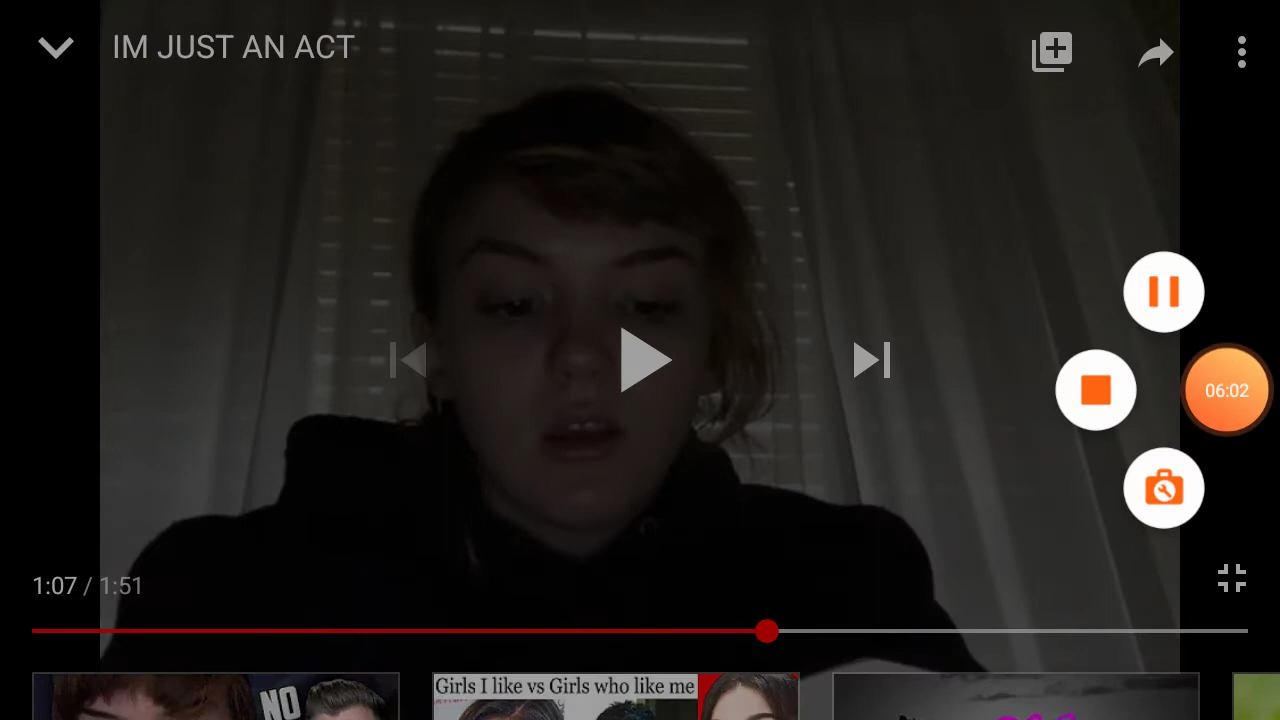 IM JUST AN ACT
06:02
1:07 / 1:51
NO
Girls I like vs Girls who like me